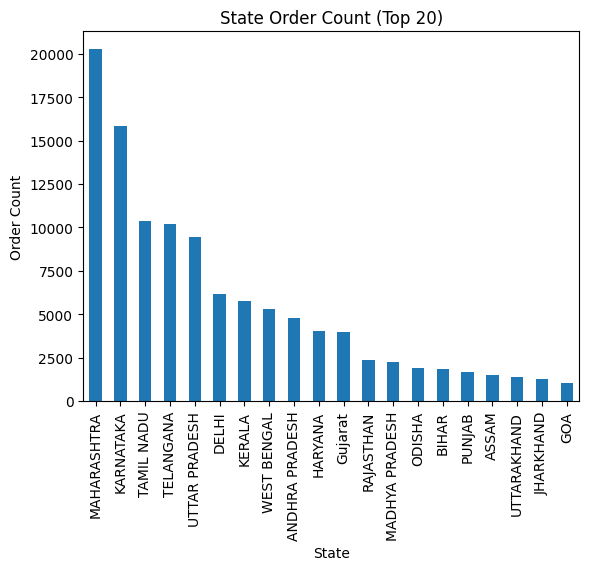 State Order Count (Top 20)
Order Count
20000
17500
15000
12500
10000
7500
5000
2500
0
MAHARASHTRA
KARNATAKA
TAMIL NADU
TELANGANA
UTTAR PRADESH
DELHI
KERALA
WEST BENGAL
ANDHRA PRADESH
HARYANA
Gujarat
RAJASTHAN
MADHYA PRADESH
ODISHA
BIHAR
PUNJAB
ASSAM
UTTARAKHAND
JHARKHAND
GOA
State